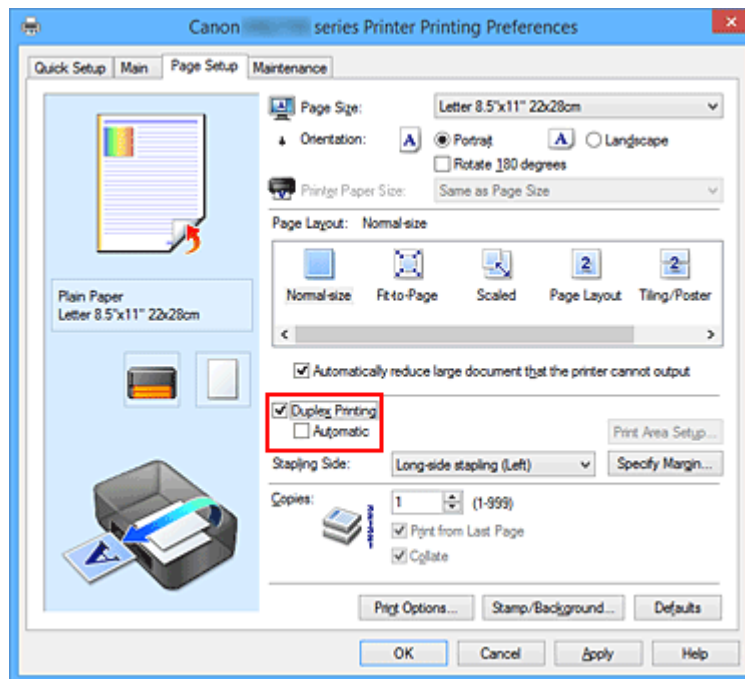 Canon series Printer Printing Preferences
Quick Setup Main Page Setup Maintenance
Page Size: Letter 8.5"x11" 22x28cm
Orientation: A Portrait A Landscape
Rotate 180 degrees
Printer Paper Size: Same as Page Size
Page Layout: Normal-size
2 2
Normal-size Fit-to-Page Scaled Page Layout Tiling/Poster
Plain Paper
Letter 8.5"x11" 22x28cm
Automatically reduce large document that the printer cannot output
Duplex Printing
Automatic
Print Area Setup...
Stapling Side: Long-side stapling (Left) Specify Margin...
Copies: 1 (1-999)
Print from Last Page
Collate
A
Print Options... Stamp/Background... Defaults
OK Cancel Apply Help